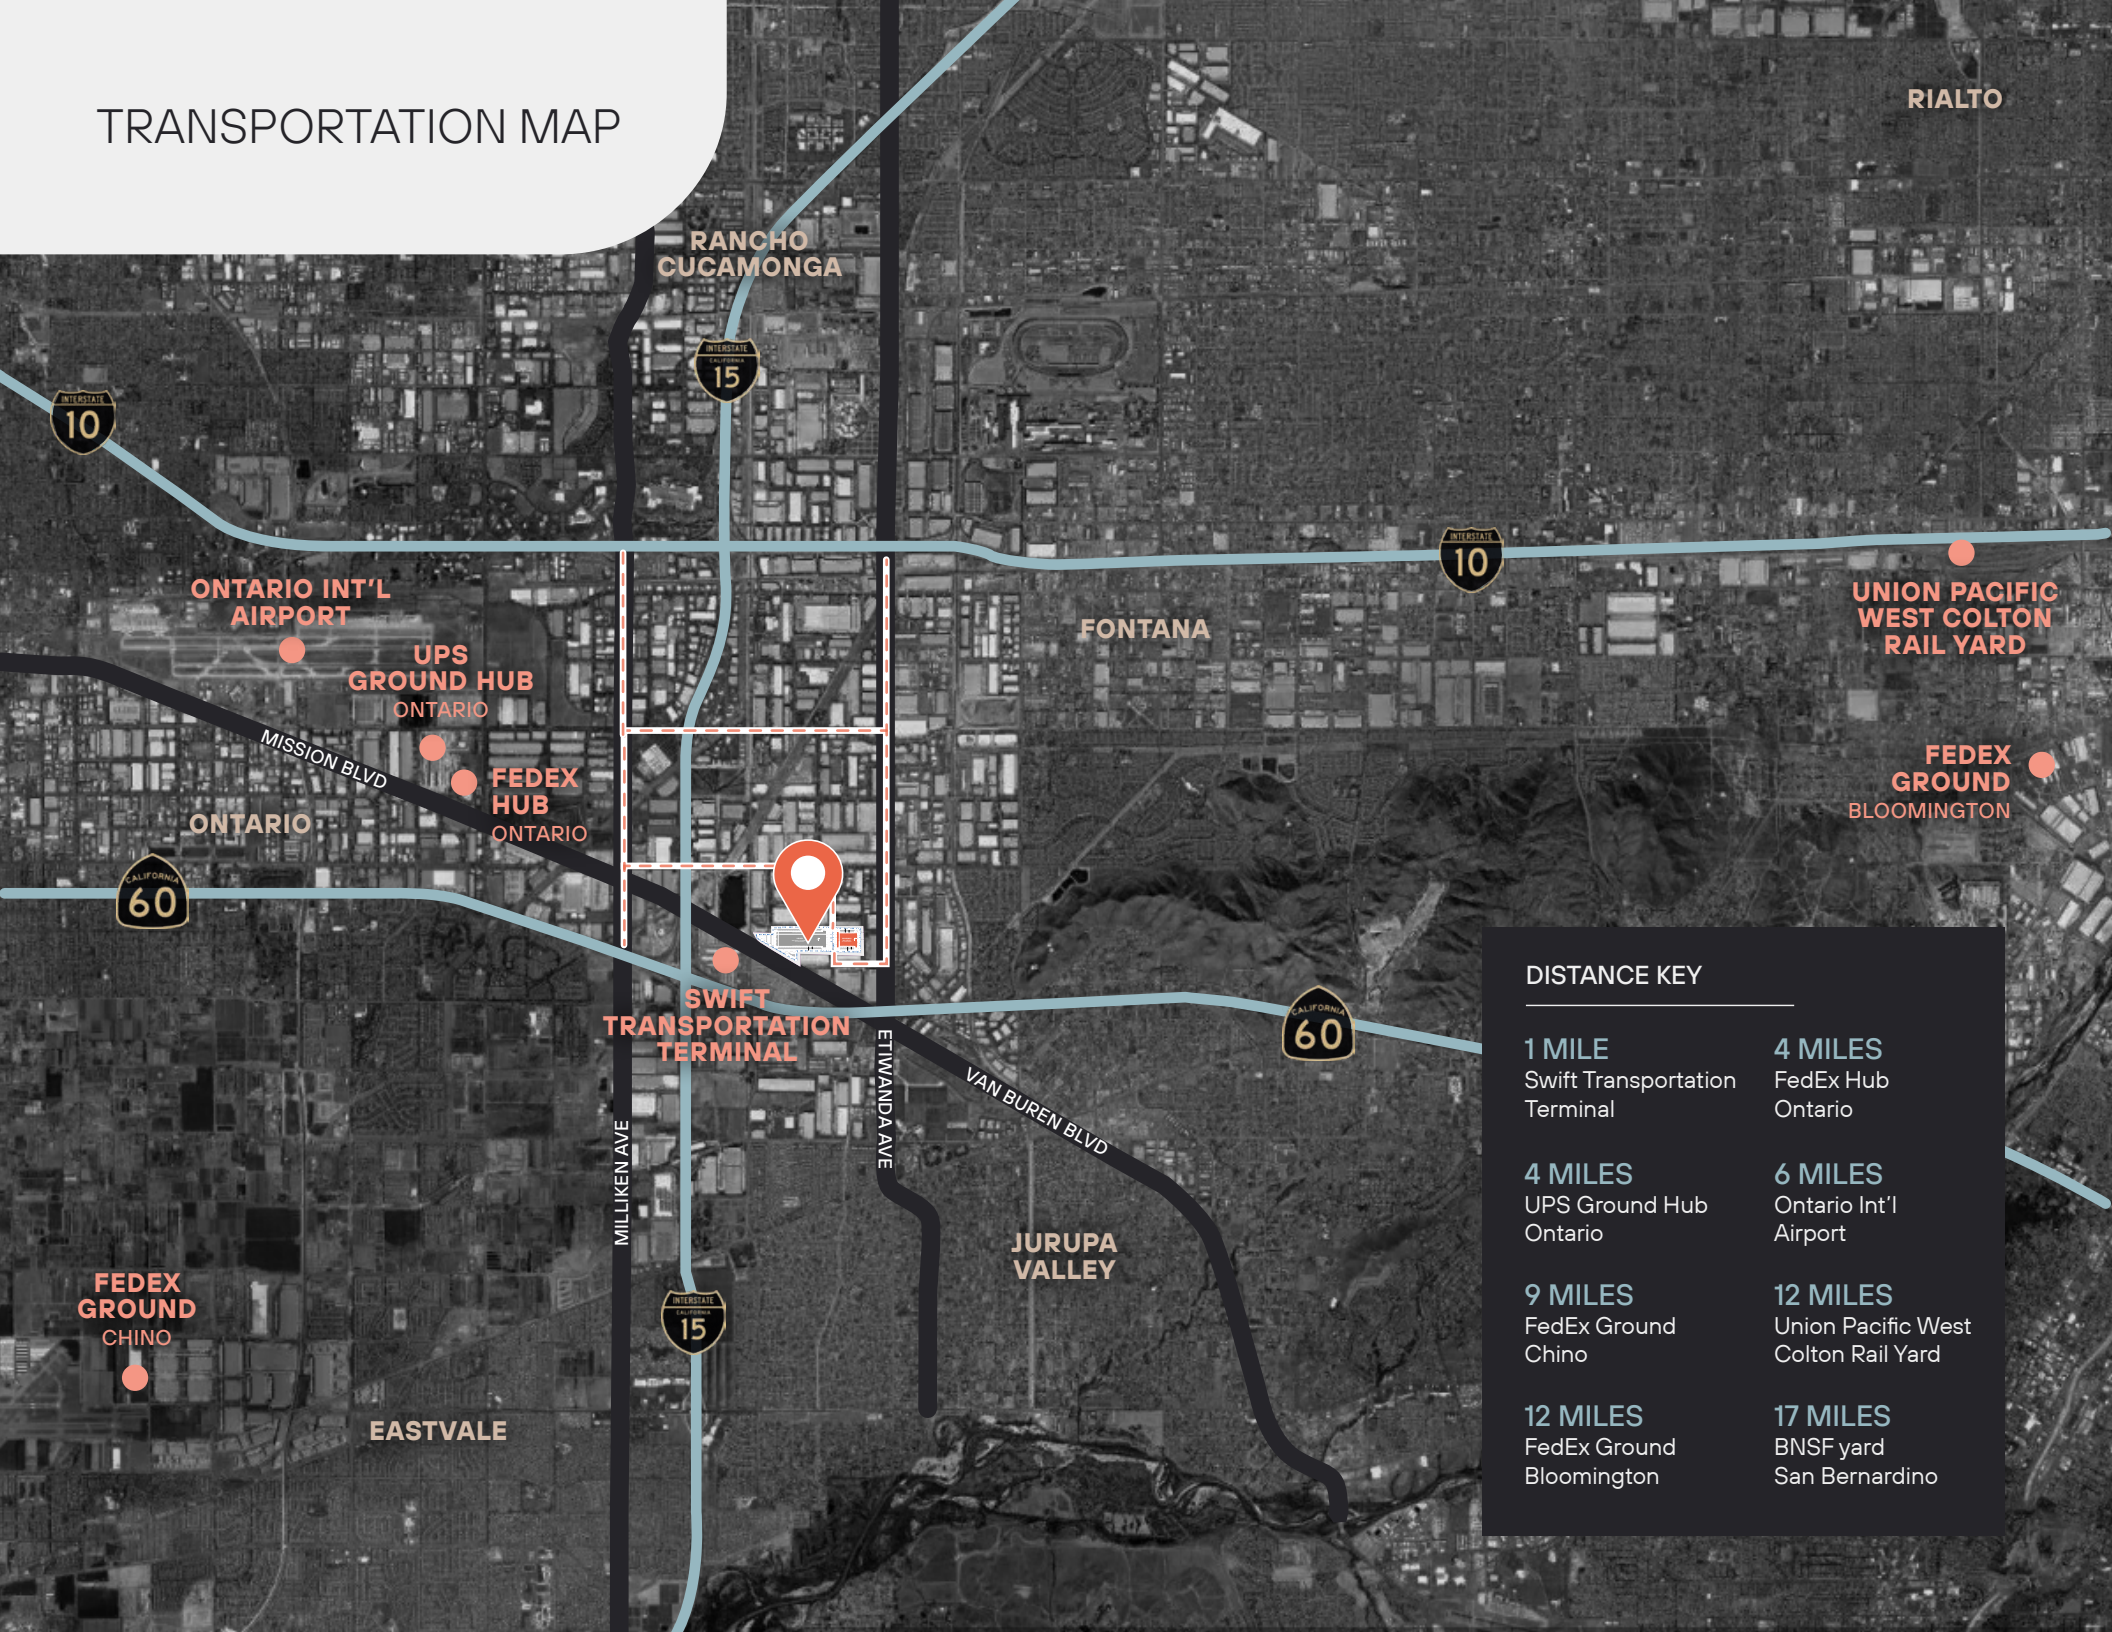 TRANSPORTATION MAP
RIALTO
RANCHO
CUCAMONGA
INTERSTATE
CALIFORNIA
15
INTERSTATE
10
INTERSTATE
10
ONTARIO INT'L
AIRPORT
UNION PACIFIC
WEST COLTON
RAIL YARD
FONTANA
UPS
GROUND HUB
ONTARIO
MISSION BLVD
FEDEX
HUB
ONTARIO
FEDEX
GROUND
BLOOMINGTON
ONTARIO
CALIFORNIA
60
SWIFT
TRANSPORTATION
TERMINAL
CALIFORNIA
60
ETIWANDA AVE
VAN BUREN BLVD
MILLIKEN AVE
JURUPA
VALLEY
FEDEX
GROUND
CHINO
INTERSTATE
CALIFORNIA
15
EASTVALE
DISTANCE KEY
1 MILE
Swift Transportation
Terminal
4 MILES
FedEx Hub
Ontario
4 MILES
UPS Ground Hub
Ontario
6 MILES
Ontario Int'l
Airport
9 MILES
FedEx Ground
Chino
12 MILES
Union Pacific West
Colton Rail Yard
12 MILES
FedEx Ground
Bloomington
17 MILES
BNSF yard
San Bernardino